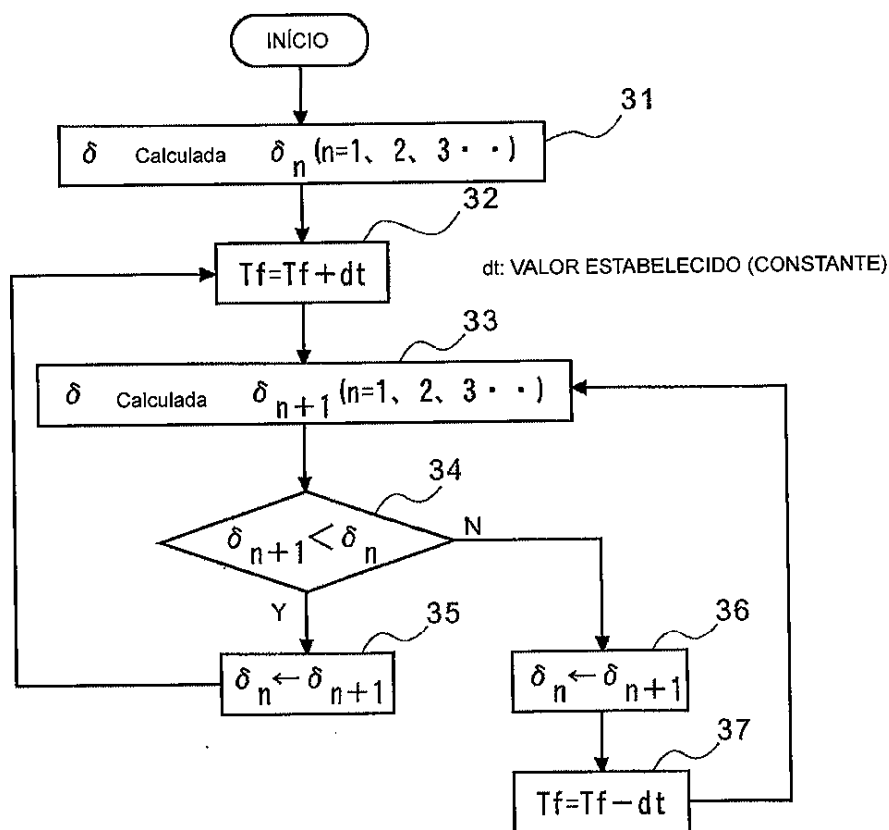 INÍCIO
31
δ Calculada δn (n=1、2、3・・)
32
Tf=Tf+dt
dt: VALOR ESTABELECIDO (CONSTANTE)
33
δ Calculada δn+1 (n=1、2、3・・)
34
δn+1<δn
N
Y
35
δn←δn+1
36
δn←δn+1
37
Tf=Tf−dt